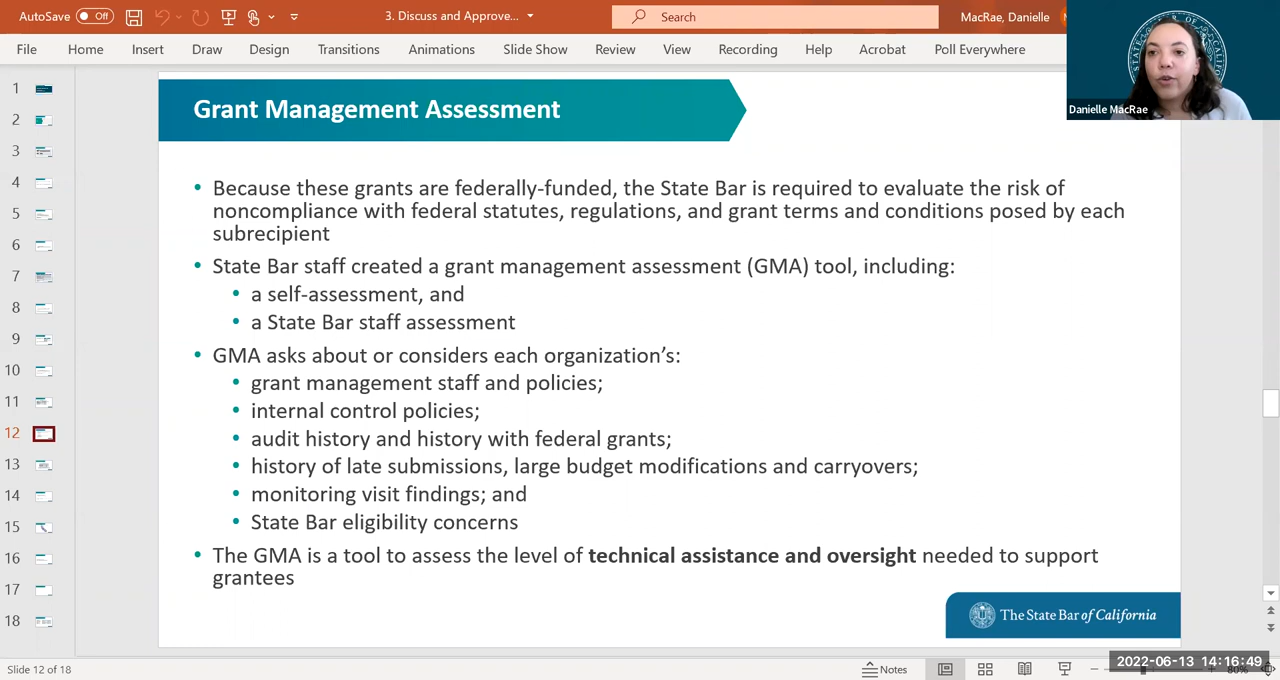 AutoSave Off 3. Discuss and Approve... Search MacRae, Danielle
File Home Insert Draw Design Transitions Animations Slide Show Review View Recording Help Acrobat Poll Everywhere
Danielle MacRae
1
2
3
4
5
6
7
8
9
10
11
12
13
14
15
16
17
18
Grant Management Assessment
• Because these grants are federally-funded, the State Bar is required to evaluate the risk of
noncompliance with federal statutes, regulations, and grant terms and conditions posed by each
subrecipient
• State Bar staff created a grant management assessment (GMA) tool, including:
• a self-assessment, and
• a State Bar staff assessment
• GMA asks about or considers each organization's:
• grant management staff and policies;
• internal control policies;
• audit history and history with federal grants;
• history of late submissions, large budget modifications and carryovers;
• monitoring visit findings; and
• State Bar eligibility concerns
• The GMA is a tool to assess the level of technical assistance and oversight needed to support
grantees
The State Bar of California
Slide 12 of 18 Notes 80%
2022-06-13 14:16:49